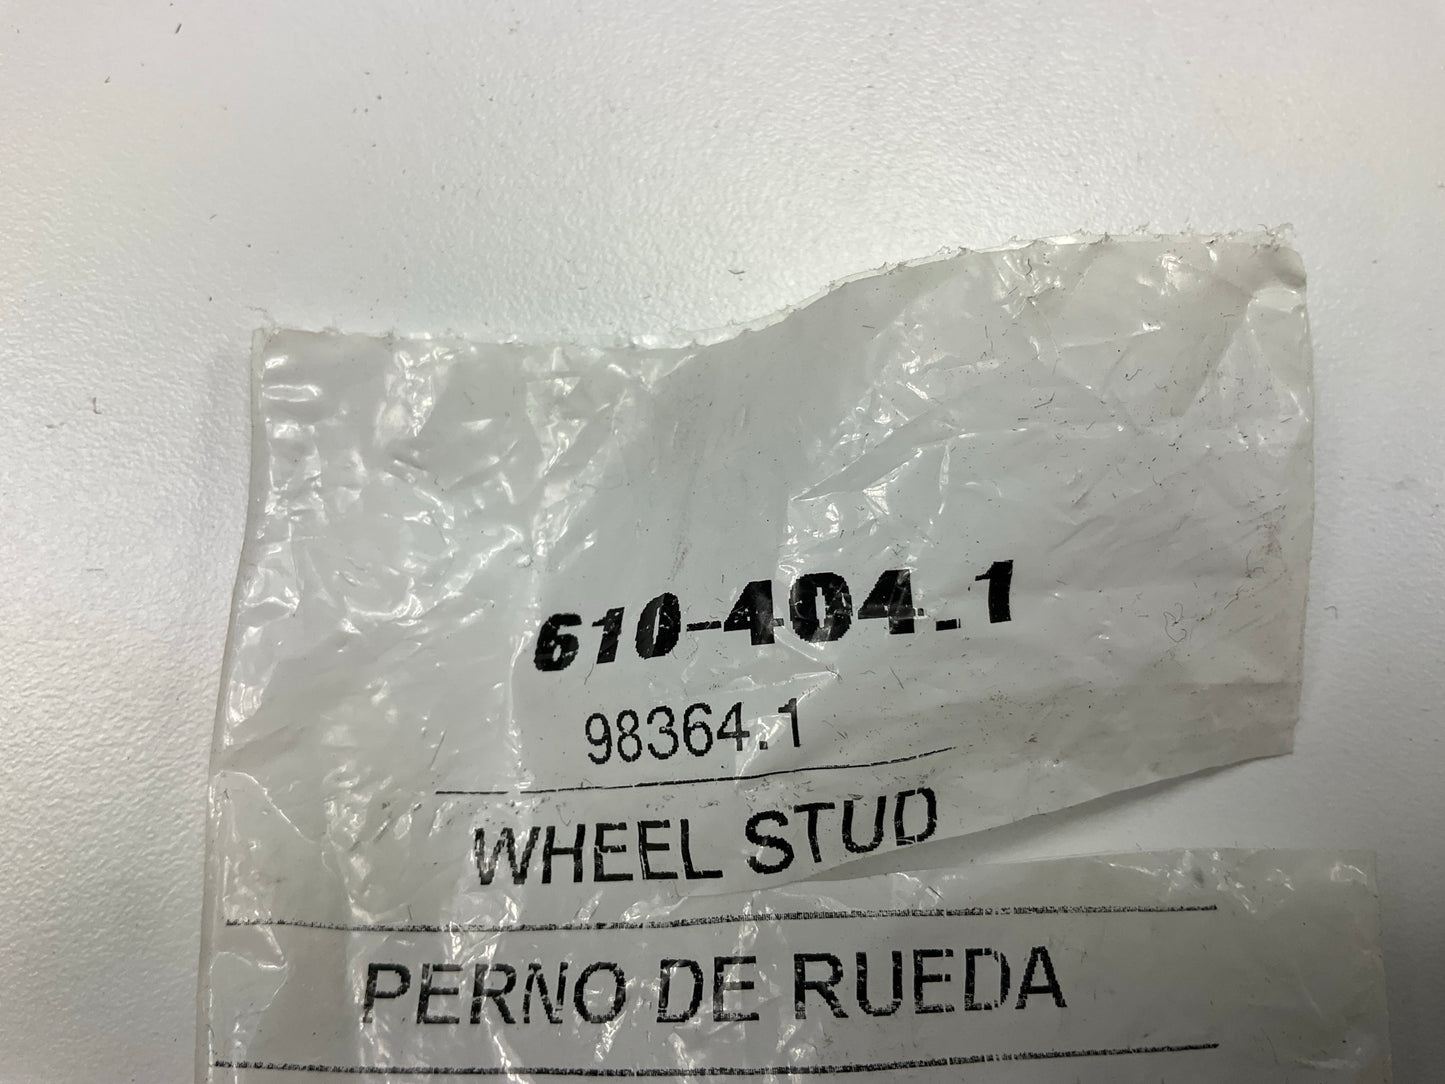 610-404.1
98364.1
WHEEL STUD
PERNO DE RUEDA